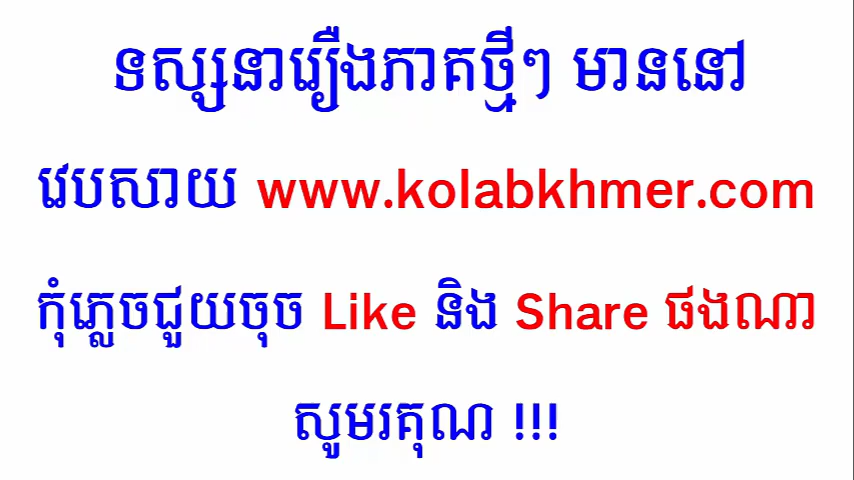 ទស្សនារឿងភាគថ្មីៗ មាននៅ
វេបសាយ www.kolabkhmer.com
កុំភ្លេចជួយចុច Like និង Share ផងណា
សូមរគុណ !!!